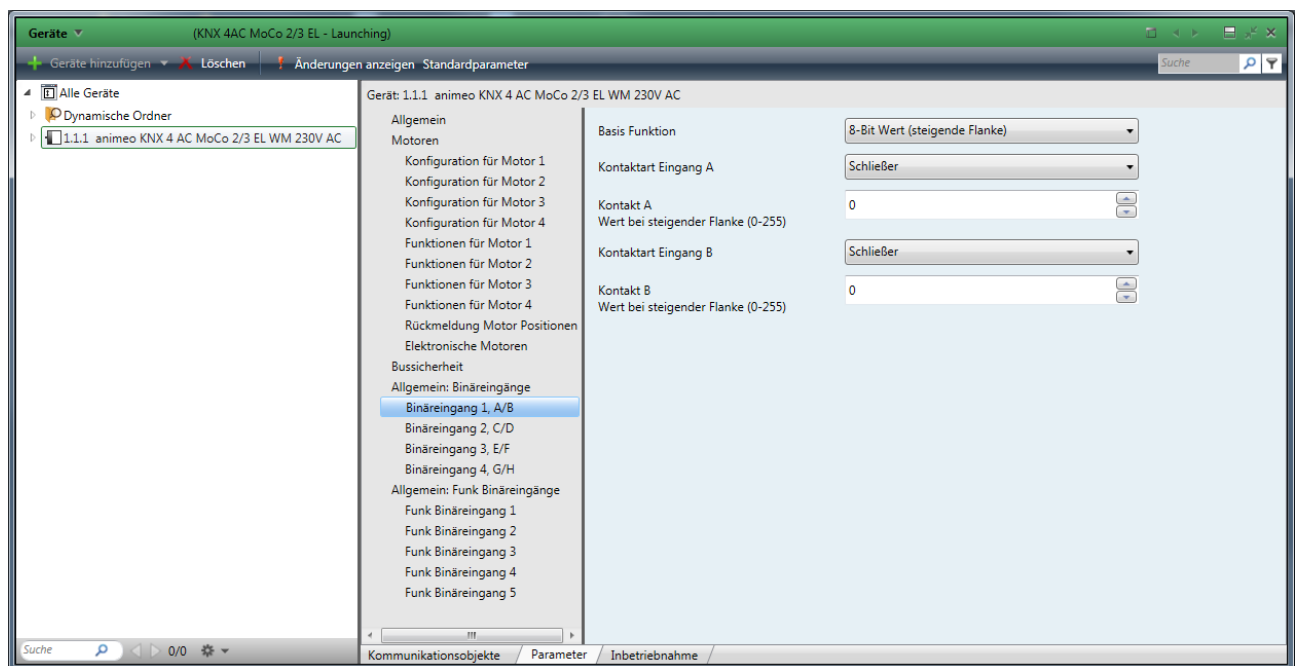 Geräte
(KNX 4AC MoCo 2/3 EL - Launching)
Geräte hinzufügen Löschen Änderungen anzeigen Standardparameter
Suche
Alle Geräte
Dynamische Ordner
1.1.1 animeo KNX 4 AC MoCo 2/3 EL WM 230V AC
Suche
0/0
Gerät: 1.1.1 animeo KNX 4 AC MoCo 2/3 EL WM 230V AC
Allgemein
Motoren
Konfiguration für Motor 1
Konfiguration für Motor 2
Konfiguration für Motor 3
Konfiguration für Motor 4
Funktionen für Motor 1
Funktionen für Motor 2
Funktionen für Motor 3
Funktionen für Motor 4
Rückmeldung Motor Positionen
Elektronische Motoren
Bussicherheit
Allgemein: Binäreingänge
Binäreingang 1, A/B
Binäreingang 2, C/D
Binäreingang 3, E/F
Binäreingang 4, G/H
Allgemein: Funk Binäreingänge
Funk Binäreingang 1
Funk Binäreingang 2
Funk Binäreingang 3
Funk Binäreingang 4
Funk Binäreingang 5
Basis Funktion 8-Bit Wert (steigende Flanke)
Kontaktart Eingang A Schließer
Kontakt A 0
Wert bei steigender Flanke (0-255)
Kontaktart Eingang B Schließer
Kontakt B 0
Wert bei steigender Flanke (0-255)
Kommunikationsobjekte Parameter Inbetriebnahme